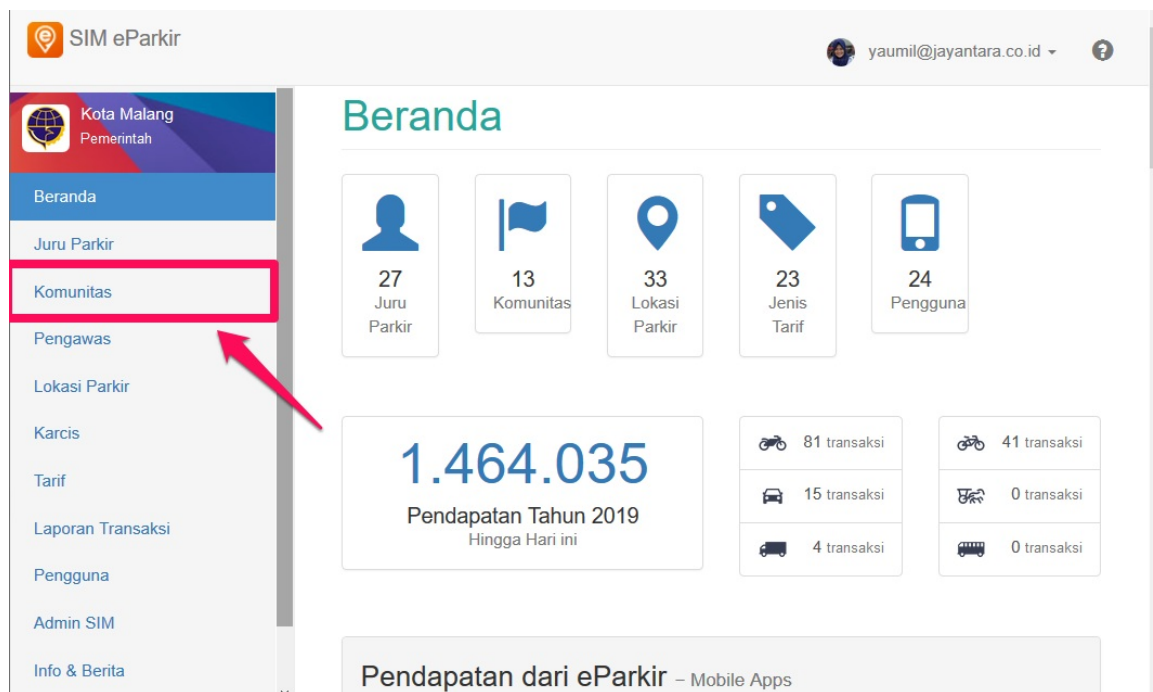 SIM eParkir
yaumil@jayantara.co.id
Kota Malang
Pemerintah
Beranda
Juru Parkir
Komunitas
Pengawas
Lokasi Parkir
Karcis
Tarif
Laporan Transaksi
Pengguna
Admin SIM
Info & Berita
Beranda
27
Juru
Parkir
13
Komunitas
33
Lokasi
Parkir
23
Jenis
Tarif
24
Pengguna
1.464.035
Pendapatan Tahun 2019
Hingga Hari ini
81 transaksi
15 transaksi
4 transaksi
41 transaksi
0 transaksi
0 transaksi
Pendapatan dari eParkir – Mobile Apps